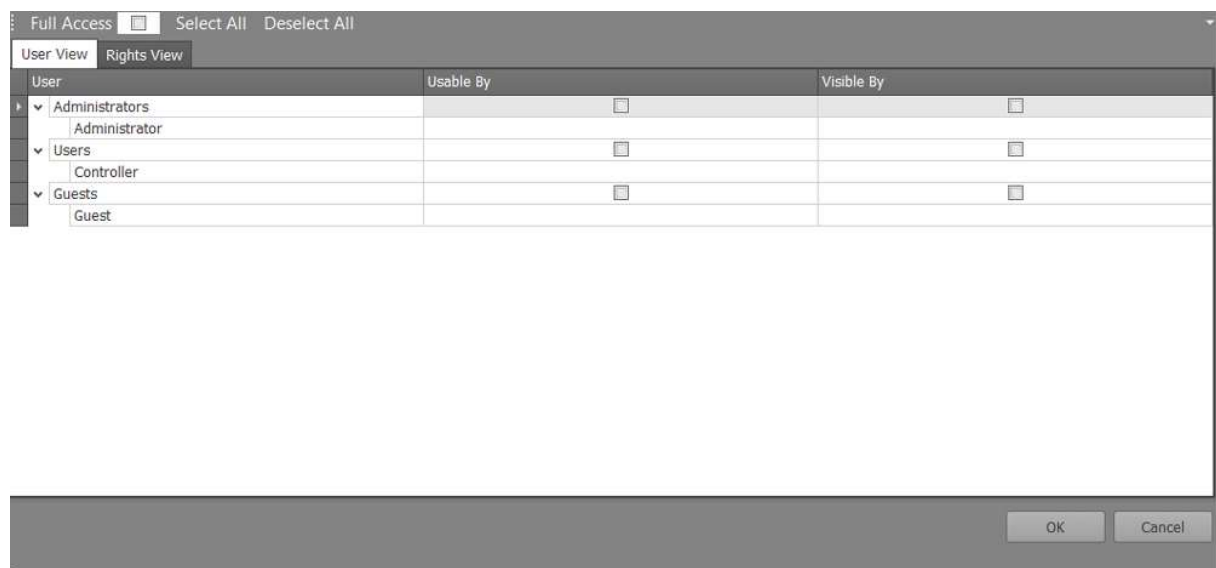 Full Access Select All Deselect All
User View Rights View
User Usable By Visible By
Administrators
Administrator
Users
Controller
Guests
Guest
OK Cancel